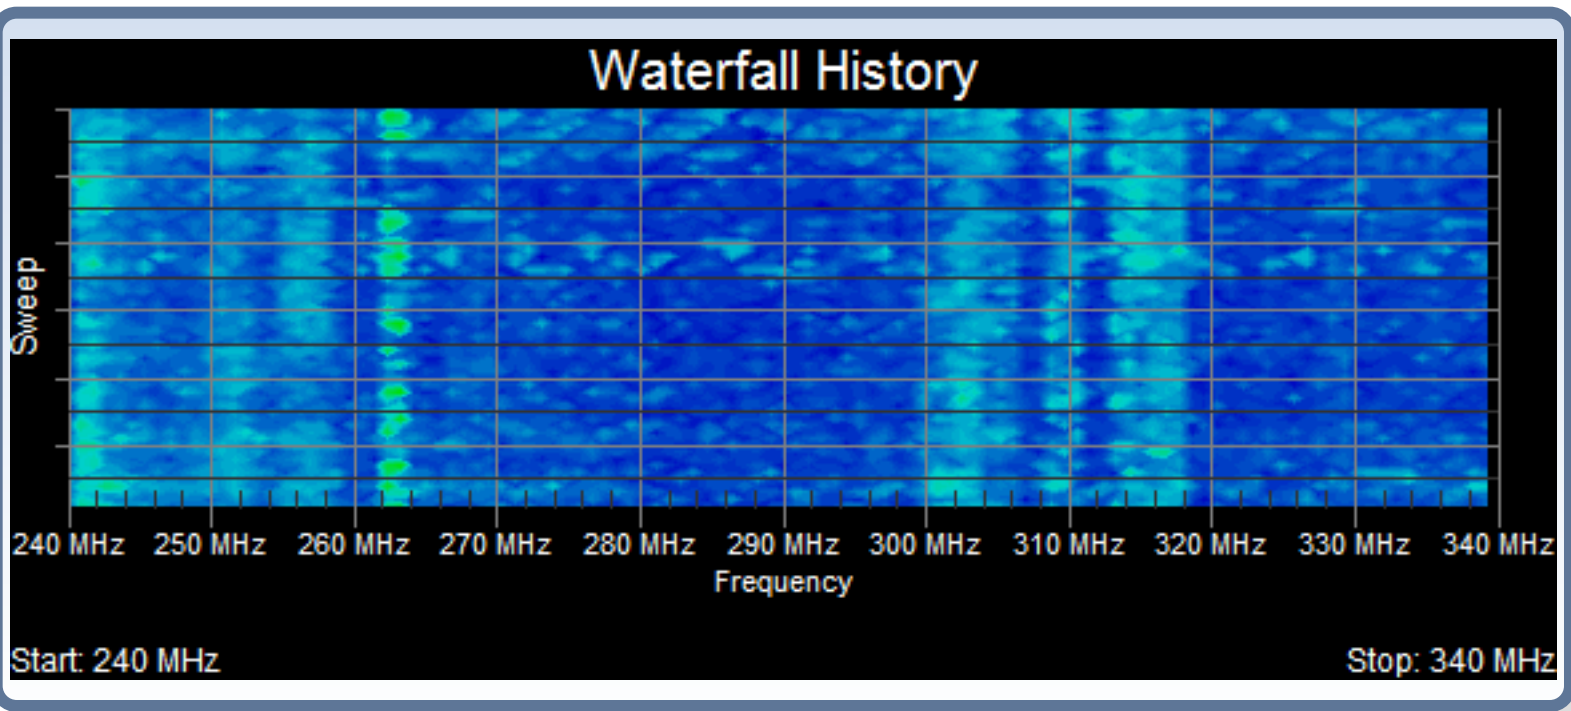 Waterfall History
Sweep
240 MHz 250 MHz 260 MHz 270 MHz 280 MHz 290 MHz 300 MHz 310 MHz 320 MHz 330 MHz 340 MHz
Frequency
Start: 240 MHz Stop: 340 MHz